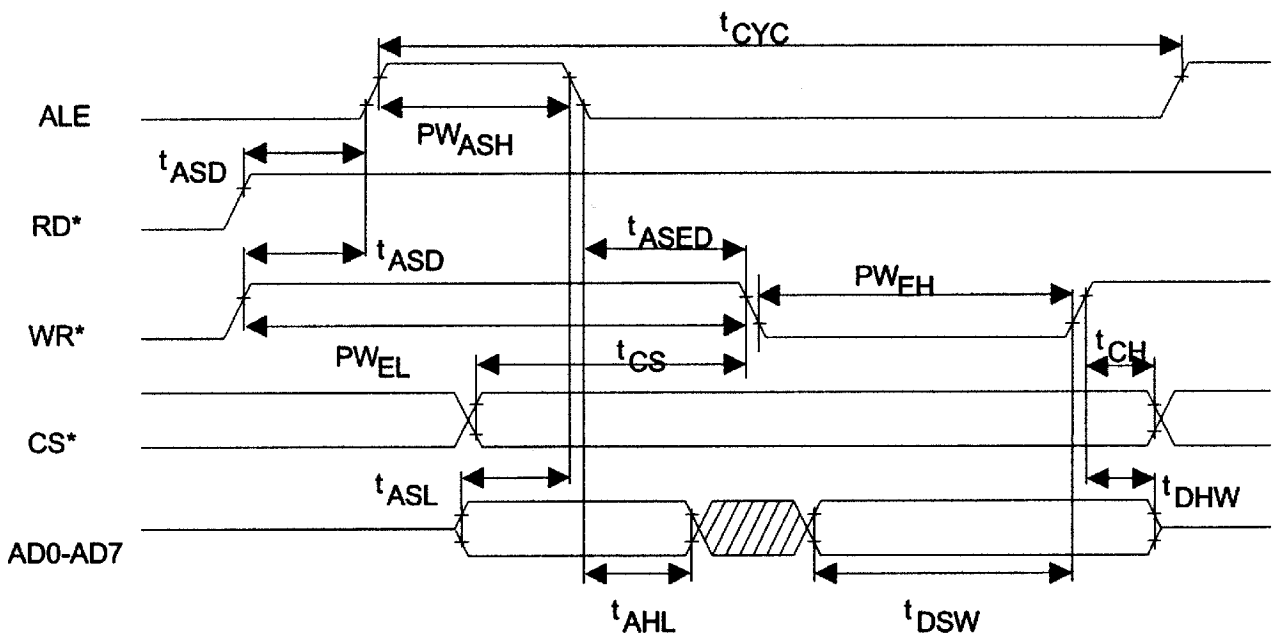 tCYC
ALE
PWASH
tASD
RD*
tASD
tASED
PWEH
WR*
PWEL
tCS
tCH
CS*
tASL
tDHW
AD0-AD7
tAHL
tDSW